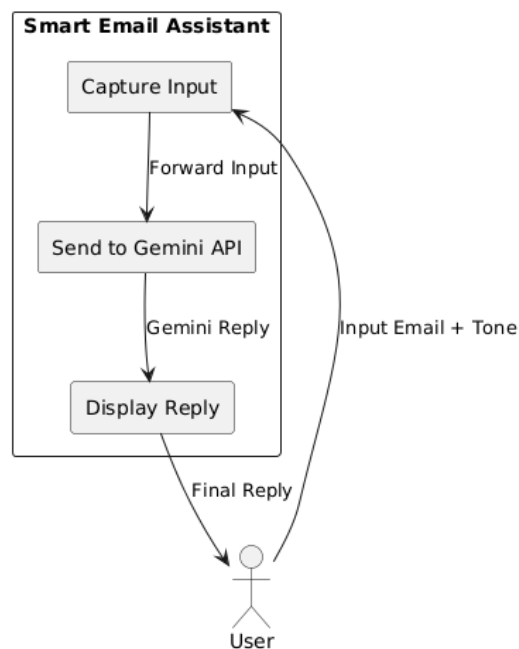 Smart Email Assistant
Capture Input
Forward Input
Send to Gemini API
Gemini Reply
Input Email + Tone
Display Reply
Final Reply
User